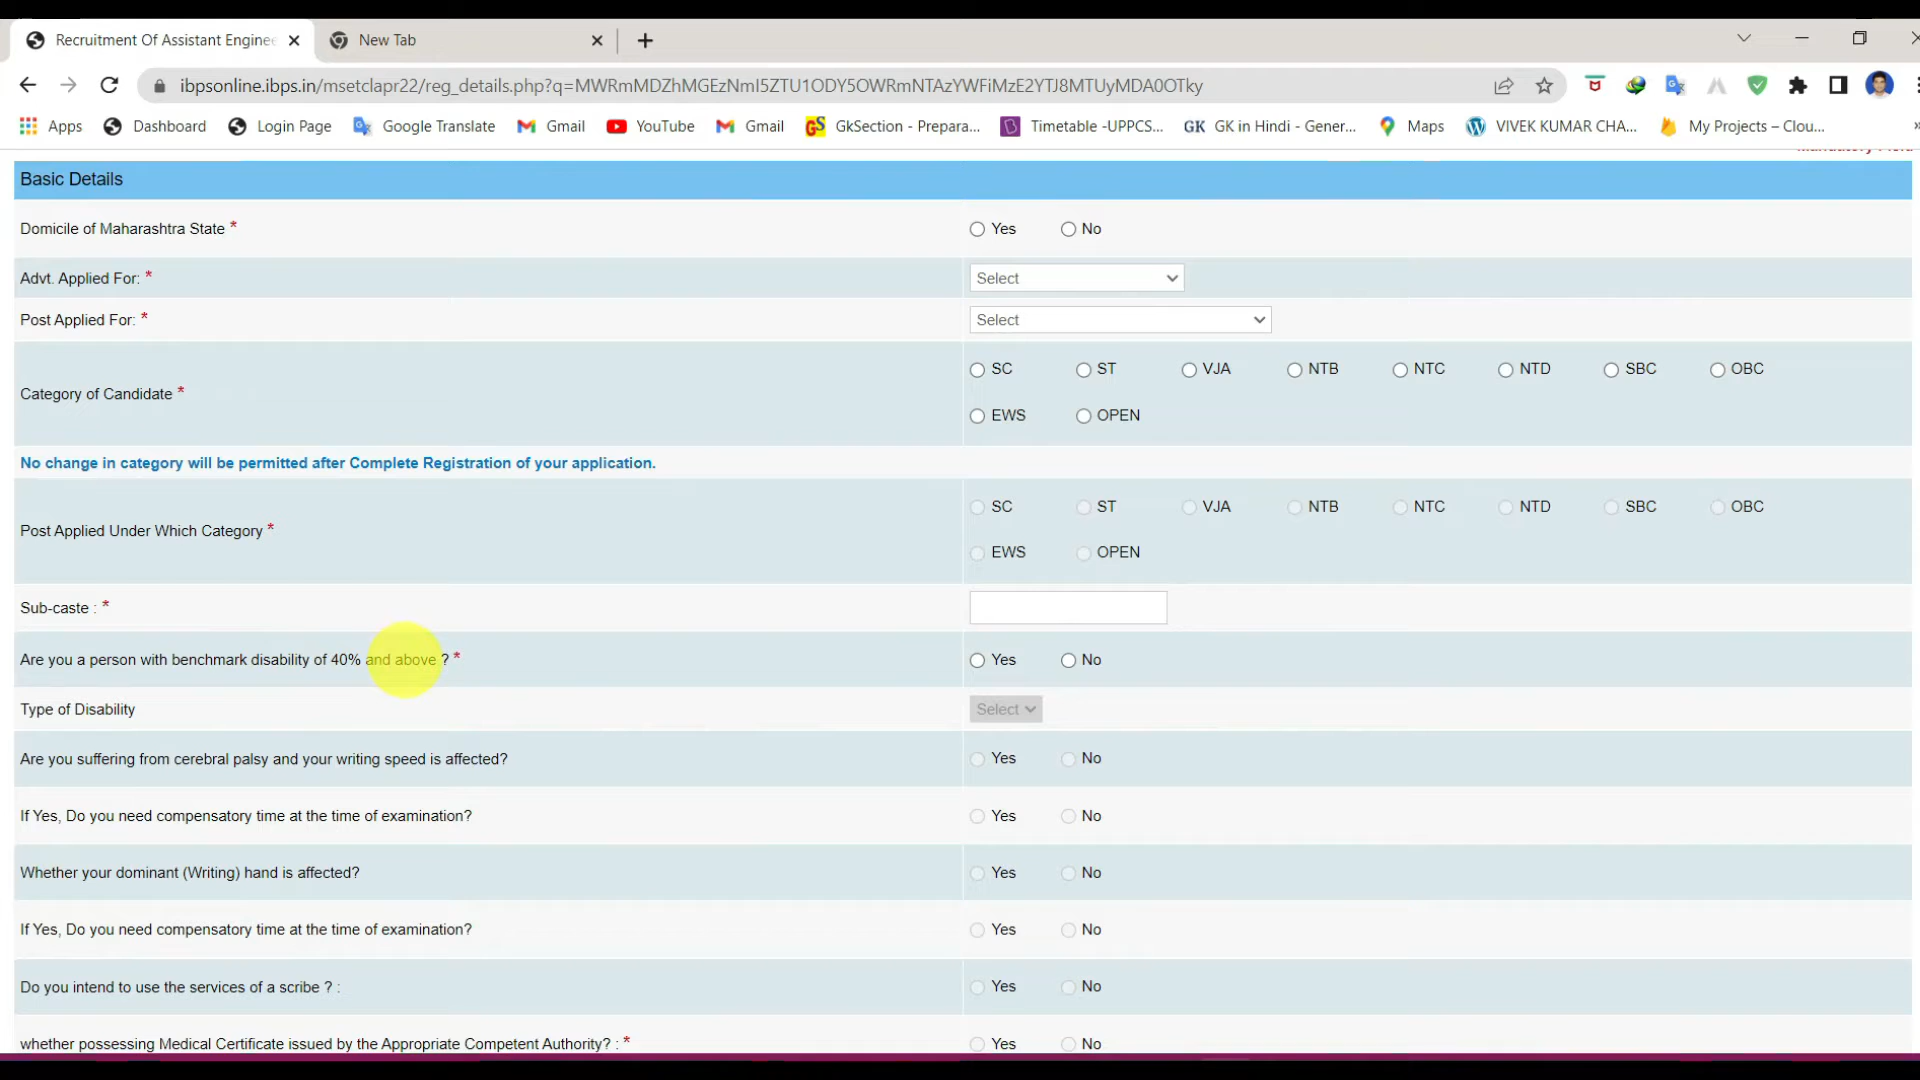 Recruitment Of Assistant Enginee
New Tab
ibpsonline.ibps.in/msetclapr22/reg_details.php?q=MWRmMDZhMGEzNmI5ZTU1ODY5OWRmNTAzYWFiMzE2YTJ8MTUyMDA0OTky
Apps Dashboard Login Page Google Translate Gmail YouTube Gmail GkSection - Prepara... Timetable -UPPCS... GK in Hindi - Gener... Maps VIVEK KUMAR CHA... My Projects – Clou... »
Basic Details
Domicile of Maharashtra State * Yes No
Advt. Applied For: * Select
Post Applied For: * Select
Category of Candidate * SC ST VJA NTB NTC NTD SBC OBC
EWS OPEN
No change in category will be permitted after Complete Registration of your application.
Post Applied Under Which Category * SC ST VJA NTB NTC NTD SBC OBC
EWS OPEN
Sub-caste : *
Are you a person with benchmark disability of 40% and above ? * Yes No
Type of Disability Select
Are you suffering from cerebral palsy and your writing speed is affected? Yes No
If Yes, Do you need compensatory time at the time of examination? Yes No
Whether your dominant (Writing) hand is affected? Yes No
If Yes, Do you need compensatory time at the time of examination? Yes No
Do you intend to use the services of a scribe ? : Yes No
whether possessing Medical Certificate issued by the Appropriate Competent Authority? : * Yes No